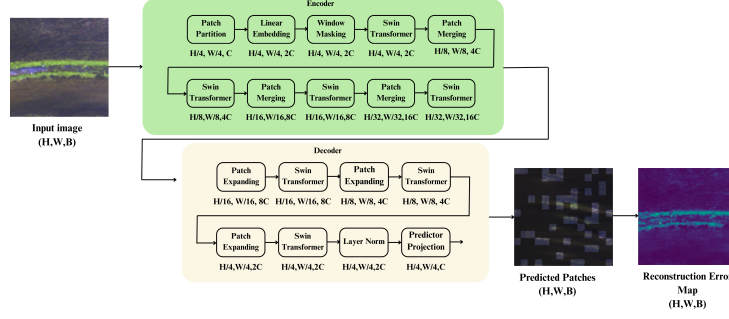 Encoder
Patch
Partition
Linear
Embedding
Window
Masking
Swin
Transformer
Patch
Merging
H/4, W/4, C
H/4, W/4, 2C
H/4, W/4, 2C
H/4, W/4, 2C
H/8, W/8, 4C
Swin
Transformer
Patch
Merging
Swin
Transformer
Patch
Merging
Swin
Transformer
H/8,W/8,4C
H/16,W/16,8C
H/16,W/16,8C
H/32,W/32,16C
H/32,W/32,16C
Input image
(H,W,B)
Decoder
Patch
Expanding
Swin
Transformer
Patch
Expanding
Swin
Transformer
H/16, W/16, 8C
H/16, W/16, 8C
H/8, W/8, 4C
H/8, W/8, 4C
Patch
Expanding
Swin
Transformer
Layer Norm
Predictor
Projection
H/4,W/4,2C
H/4,W/4,2C
H/4,W/4,2C
H/4,W/4,C
Predicted Patches
(H,W,B)
Reconstruction Erro
Map
(H,W,B)